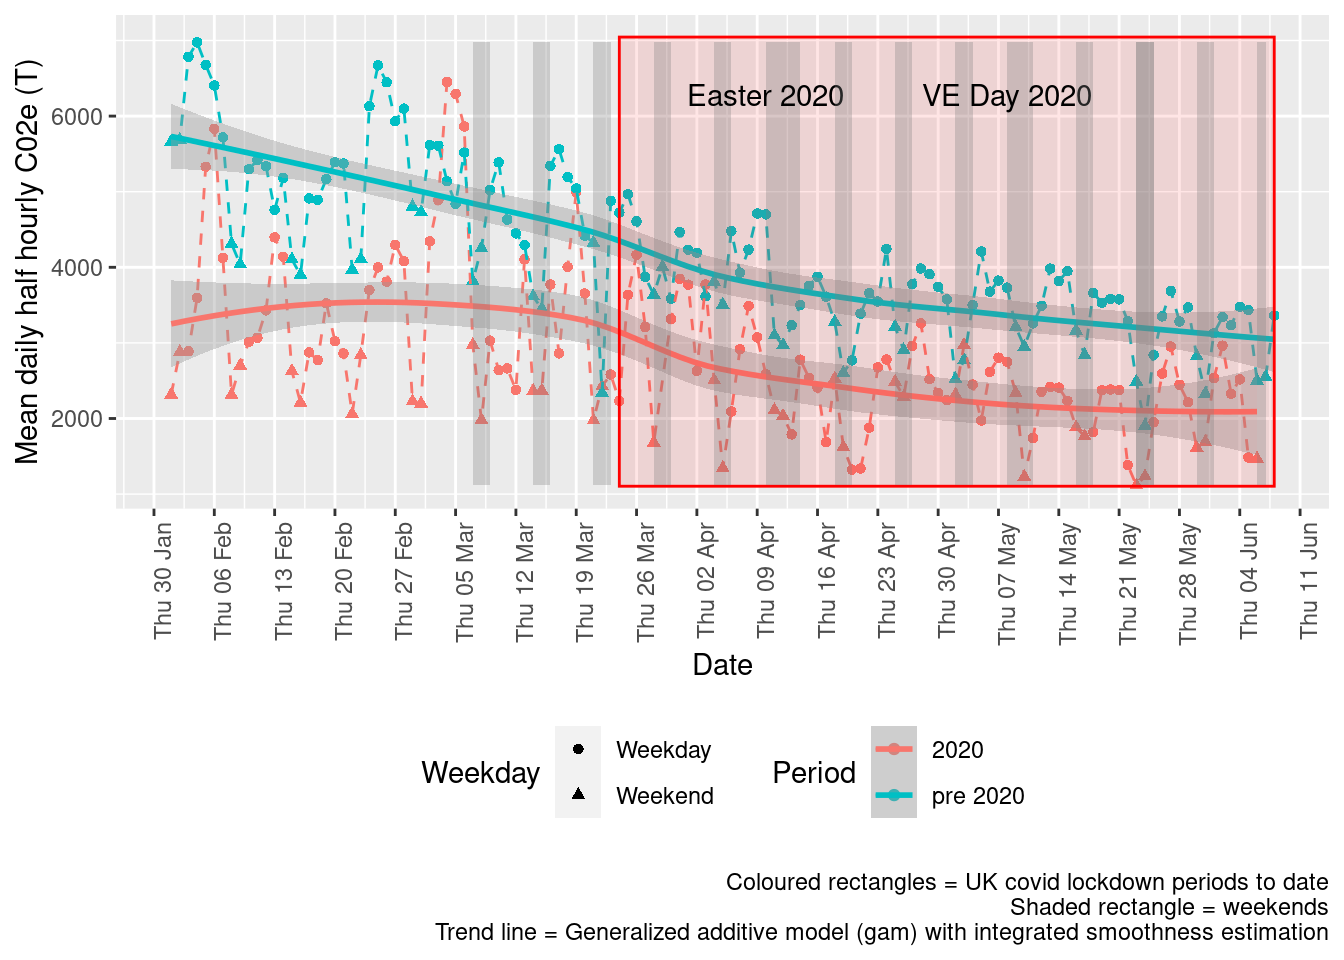 Mean daily half hourly C02e (T)
6000
4000
2000
Easter 2020
VE Day 2020
Thu 30 Jan
Thu 06 Feb
Thu 13 Feb
Thu 20 Feb
Thu 27 Feb
Thu 05 Mar
Thu 12 Mar
Thu 19 Mar
Thu 26 Mar
Thu 02 Apr
Thu 09 Apr
Thu 16 Apr
Thu 23 Apr
Thu 30 Apr
Thu 07 May
Thu 14 May
Thu 21 May
Thu 28 May
Thu 04 Jun
Thu 11 Jun
Date
Weekday
Weekday
Weekend
Period
2020
pre 2020
Coloured rectangles = UK covid lockdown periods to date
Shaded rectangle = weekends
Trend line = Generalized additive model (gam) with integrated smoothness estimation